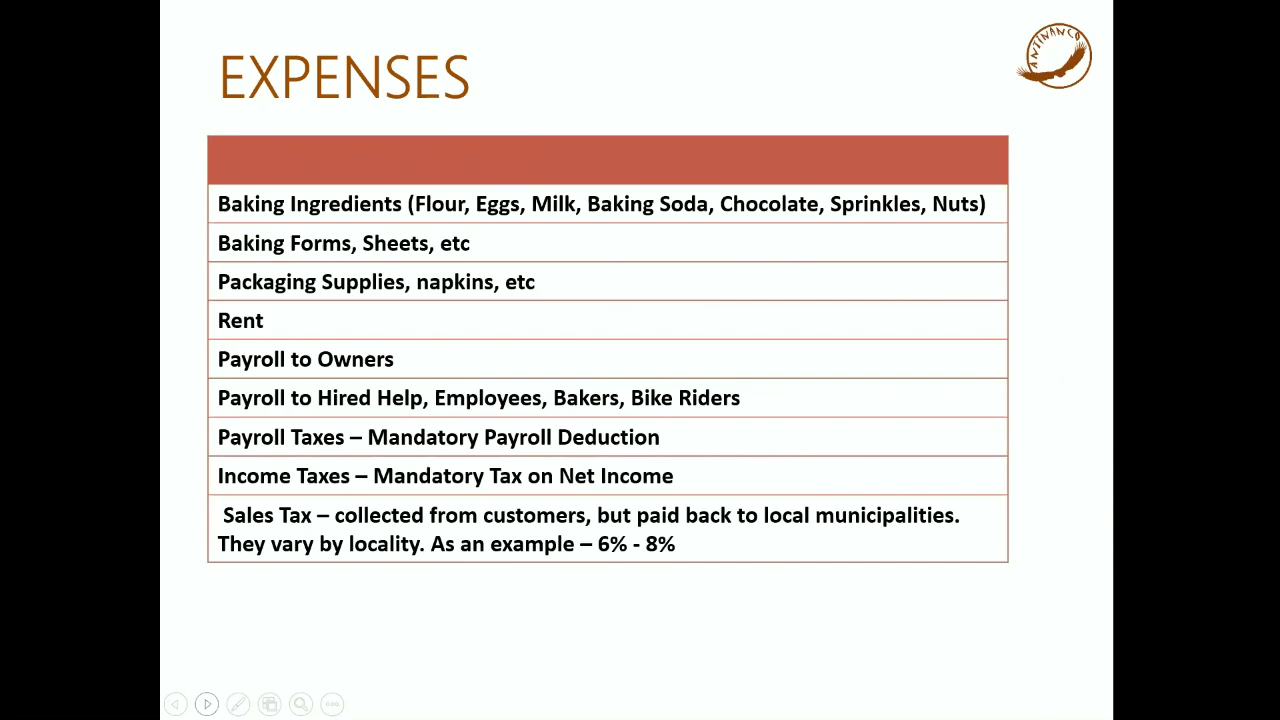 ANTINANCO
EXPENSES
Baking Ingredients (Flour, Eggs, Milk, Baking Soda, Chocolate, Sprinkles, Nuts)
Baking Forms, Sheets, etc
Packaging Supplies, napkins, etc
Rent
Payroll to Owners
Payroll to Hired Help, Employees, Bakers, Bike Riders
Payroll Taxes – Mandatory Payroll Deduction
Income Taxes – Mandatory Tax on Net Income
Sales Tax – collected from customers, but paid back to local municipalities.
They vary by locality. As an example – 6% - 8%